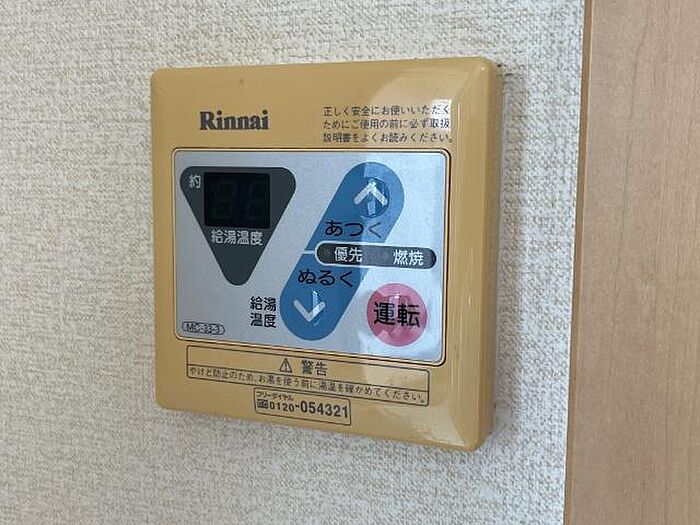 Rinnai
正しく安全にお使いいただく
ためにご使用の前に必ず取扱
説明書をよくお読みください。
約
給湯温度
あつく
優先 燃焼
ぬるく
給湯
温度
運転
MC-33-3
⚠ 警告
やけど防止のため、お湯を使う前に湯温を確かめてください。
フリーダイヤル
0120-054321